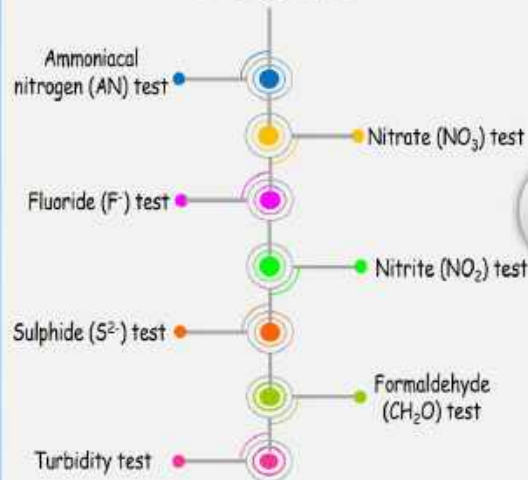 Ammoniacal
nitrogen (AN) test
Nitrate (NO₃) test
Fluoride (F⁻) test
Nitrite (NO₂) test
Sulphide (S²⁻) test
Formaldehyde
(CH₂O) test
Turbidity test